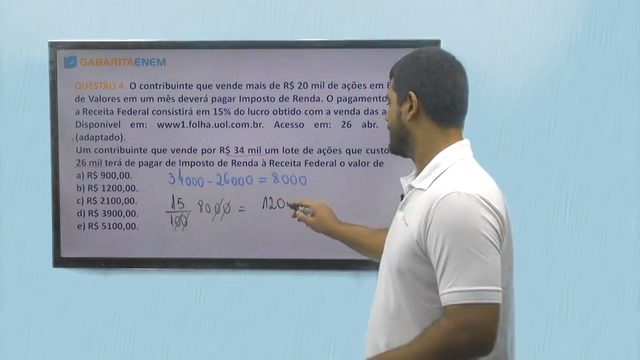 GABARITAENEM
QUESTÃO 4. O contribuinte que vende mais de R$ 20 mil de ações em
de Valores em um mês deverá pagar Imposto de Renda. O pagamento
a Receita Federal consistirá em 15% do lucro obtido com a venda das
Disponível em: www1.folha.uol.com.br. Acesso em: 26 abr.
(adaptado).
Um contribuinte que vende por R$ 34 mil um lote de ações que
26 mil terá de pagar de Imposto de Renda à Receita Federal o valor de
a) R$ 900,00.
34000 - 26000 = 8000
b) R$ 1200,00.
c) R$ 2100,00.
15/100 8000 = 120
d) R$ 3900,00.
e) R$ 5100,00.